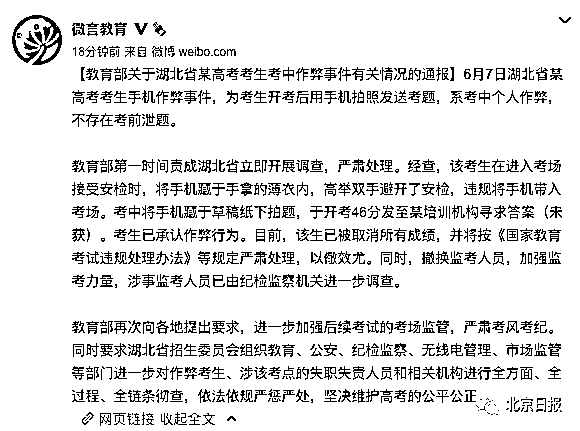 微言教育
18分钟前 来自 微博 weibo.com
【教育部关于湖北省某高考考生考中作弊事件有关情况的通报】6月7日湖北省某
高考考生手机作弊事件，为考生开考后用手机拍照发送考题，系考中个人作弊，
不存在考前泄题。
教育部第一时间责成湖北省立即开展调查，严肃处理。经查，该考生在进入考场
接受安检时，将手机藏于手拿的薄衣内，高举双手避开了安检，违规将手机带入
考场。考中将手机藏于草稿纸下拍题，于开考46分发至某培训机构寻求答案（未
获）。考生已承认作弊行为。目前，该生已被取消所有成绩，并将按《国家教育
考试违规处理办法》等规定严肃处理，以儆效尤。同时，撤换监考人员，加强监
考力量，涉事监考人员已由纪检监察机关进一步调查。
教育部再次向各地提出要求，进一步加强后续考试的考场监管，严肃考风考纪。
同时要求湖北省招生委员会组织教育、公安、纪检监察、无线电管理、市场监管
等部门进一步对作弊考生、涉该考点的失职失责人员和相关机构进行全方面、全
过程、全链条彻查，依法依规严惩严处，坚决维护高考的公平公正
网页链接 收起全文
北京日报